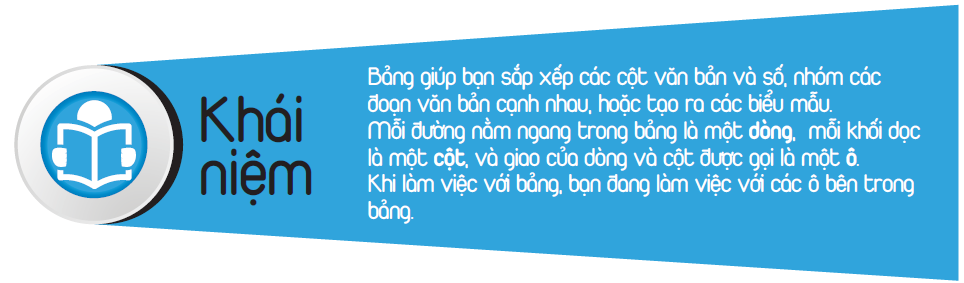 Khái
niệm
Bảng giúp bạn sắp xếp các cột văn bản và số, nhóm các
đoạn văn bản cạnh nhau, hoặc tạo ra các biểu mẫu.
Mỗi đường nằm ngang trong bảng là một dòng, mỗi khối dọc
là một cột, và giao của dòng và cột được gọi là một ô.
Khi làm việc với bảng, bạn đang làm việc với các ô bên trong
bảng.